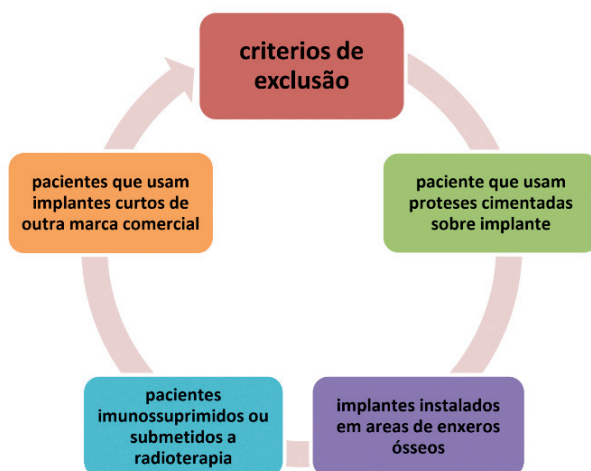 criterios de
exclusão
paciente que usam
proteses cimentadas
sobre implante
implantes instalados
em areas de enxeros
ósseos
pacientes
imunossuprimidos ou
submetidos a
radioterapia
pacientes que usam
implantes curtos de
outra marca comercial